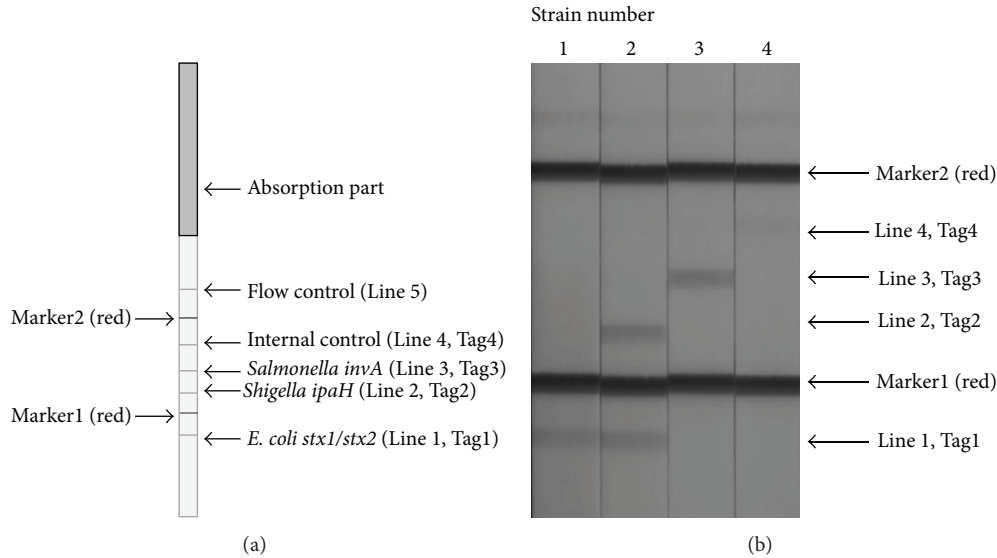 Strain number
1 2 3 4
Absorption part
Flow control (Line 5)
Marker2 (red)
Internal control (Line 4, Tag4)
Salmonella invA (Line 3, Tag3)
Shigella ipaH (Line 2, Tag2)
Marker1 (red)
E. coli stx1/stx2 (Line 1, Tag1)
(a)
Marker2 (red)
Line 4, Tag4
Line 3, Tag3
Line 2, Tag2
Marker1 (red)
Line 1, Tag1
(b)